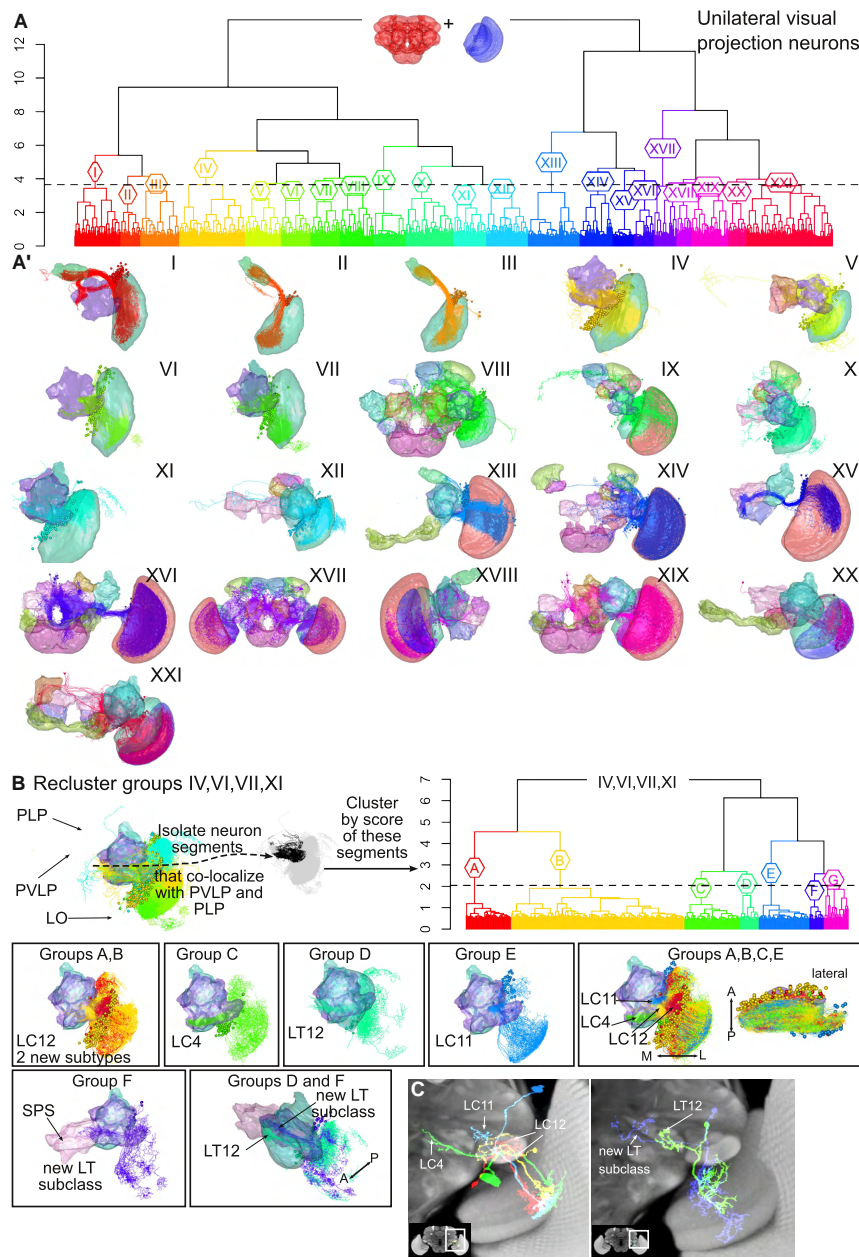 A
+
Unilateral visual
projection neurons
12
10
8
6
4
2
0
I
II
III
IV
V
VI
VII
VIII
IX
X
XI
XII
XIII
XIV
XV
XVI
XVII
XVIII
XIX
XX
XXI
A'
I
II
III
IV
V
VI
VII
VIII
IX
X
XI
XII
XIII
XIV
XV
XVI
XVII
XVIII
XIX
XX
XXI
B Recluster groups IV,VI,VII,XI
PLP
PVLP
LO
Isolate neuron
segments
that co-localize
with PVLP and
PLP
Cluster
by score
of these
segments
7
6
5
4
3
2
1
0
IV,VI,VII,XI
A
B
C
D
E
F
G
Groups A,B
LC12
2 new subtypes
Group C
LC4
Group D
LT12
Group E
LC11
Groups A,B,C,E
lateral
LC11
LC4
LC12
M
L
A
P
Group F
SPS
new LT
subclass
Groups D and F
new LT
subclass
LT12
A
P
C
LC11
LC12
LC4
LT12
new LT
subclass